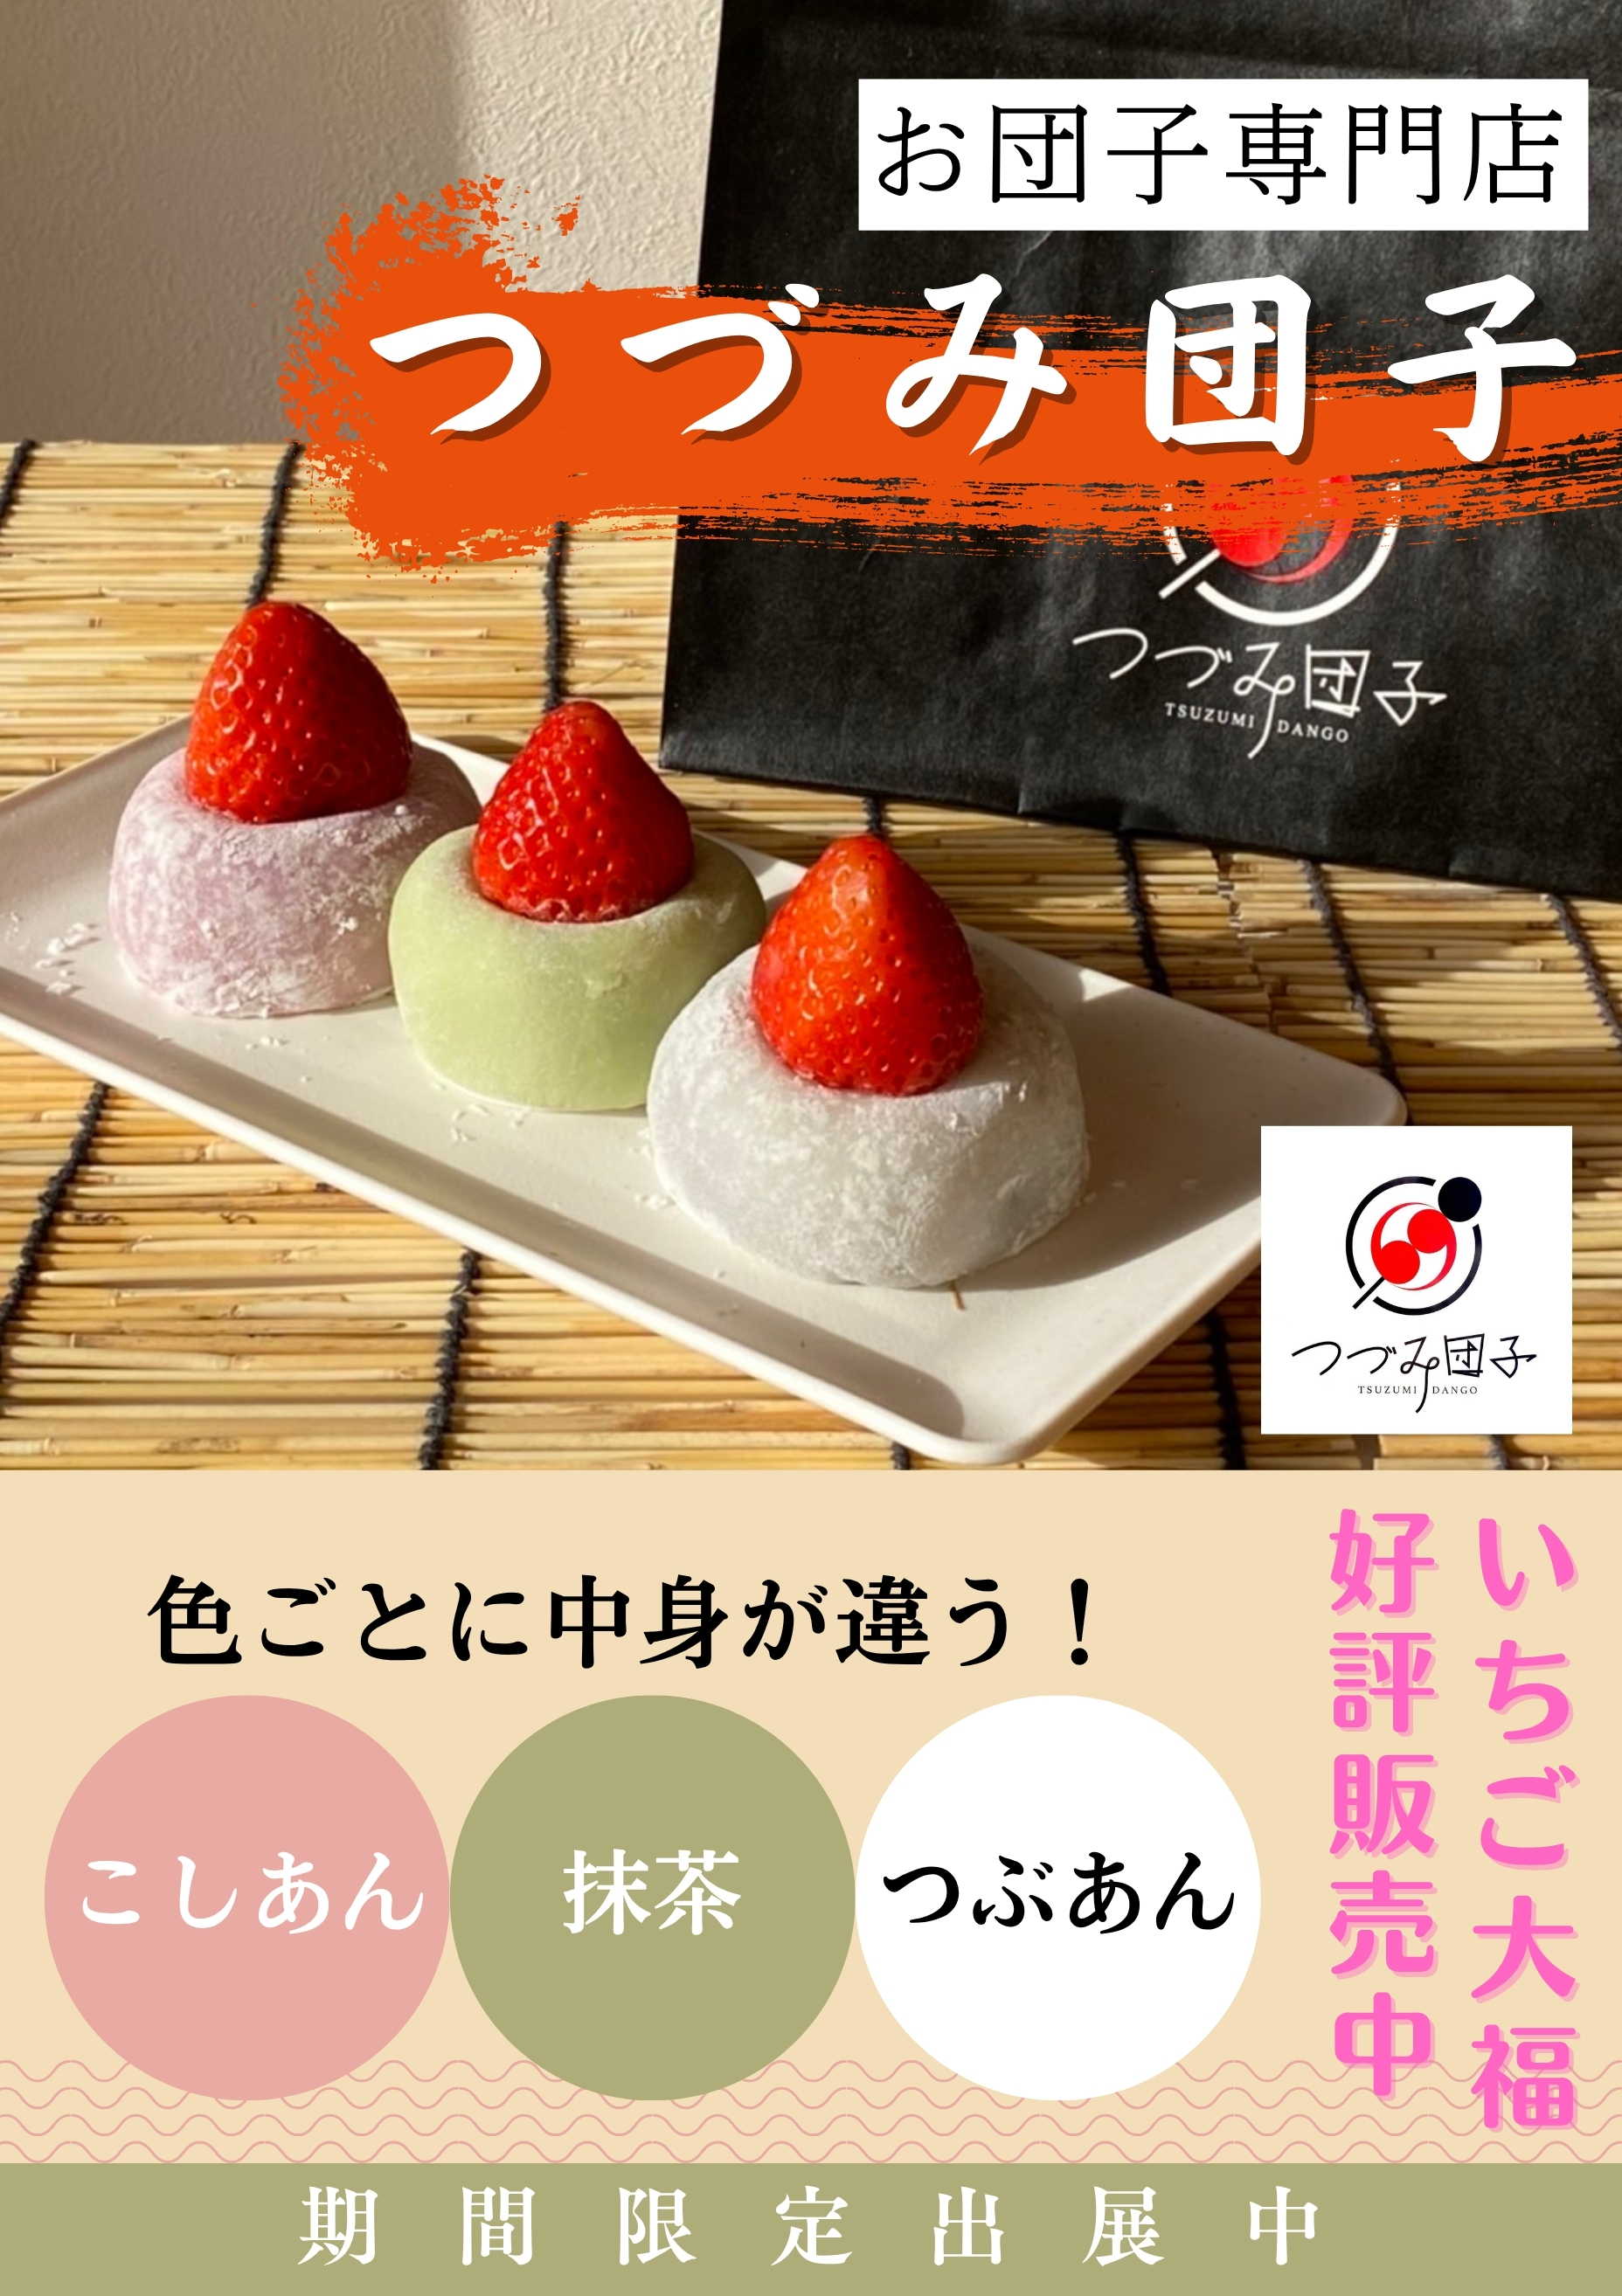 お団子専門店
つづみ団子
つづみ団子
TSUZUMI DANGO
つづみ団子
TSUZUMI DANGO
色ごとに中身が違う！
こしあん
抹茶
つぶあん
いちご大福
好評販売中
期間限定出展中